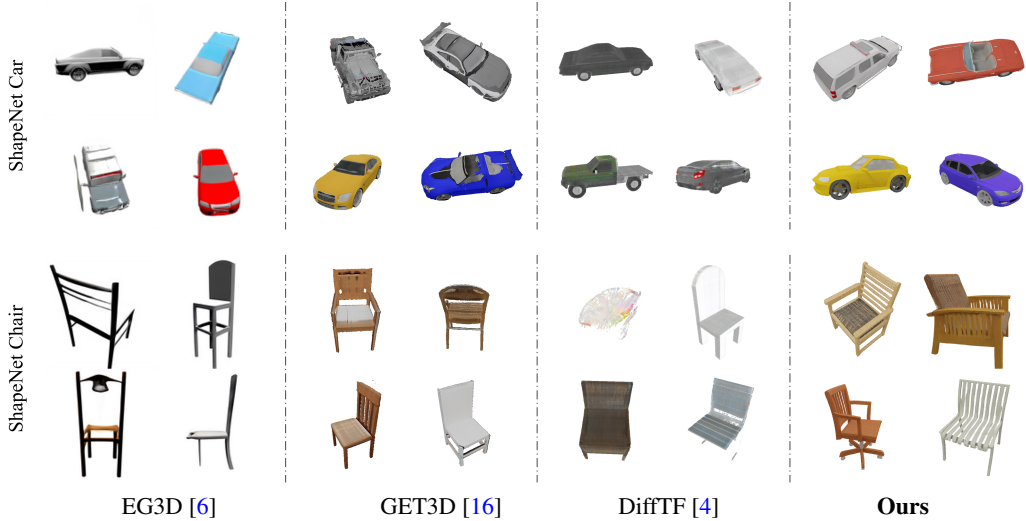 ShapeNet Car
ShapeNet Chair
EG3D [6]
GET3D [16]
DiffTF [4]
Ours